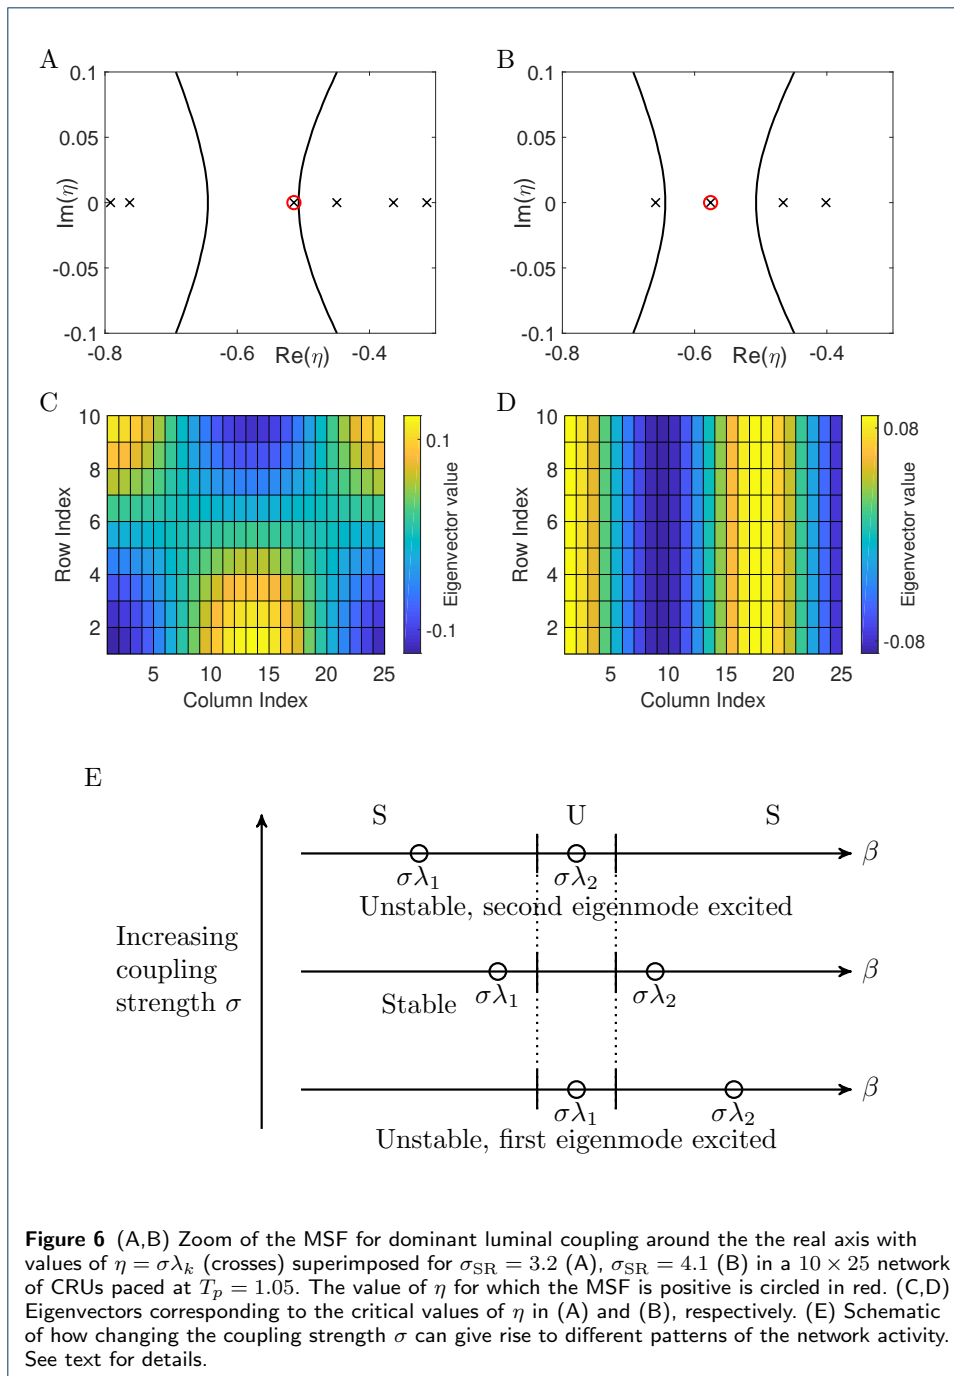 A
B
0.1
0.05
0
-0.05
-0.1
Im(η)
-0.8
-0.6
-0.4
Re(η)
0.1
0.05
0
-0.05
-0.1
Im(η)
-0.8
-0.6
-0.4
Re(η)
C
D
10
8
6
4
2
Row Index
5
10
15
20
25
Column Index
0.1
-0.1
Eigenvector value
10
8
6
4
2
Row Index
5
10
15
20
25
Column Index
0.08
-0.08
Eigenvector value
E
S
U
S
β
σλ₁
σλ₂
Unstable, second eigenmode excited
Increasing
coupling
strength σ
β
σλ₁
σλ₂
Stable
β
σλ₁
σλ₂
Unstable, first eigenmode excited
Figure 6 (A,B) Zoom of the MSF for dominant luminal coupling around the the real axis with
values of η = σλₖ (crosses) superimposed for σ_SR = 3.2 (A), σ_SR = 4.1 (B) in a 10 × 25 network
of CRUs paced at Tₚ = 1.05. The value of η for which the MSF is positive is circled in red. (C,D)
Eigenvectors corresponding to the critical values of η in (A) and (B), respectively. (E) Schematic
of how changing the coupling strength σ can give rise to different patterns of the network activity.
See text for details.